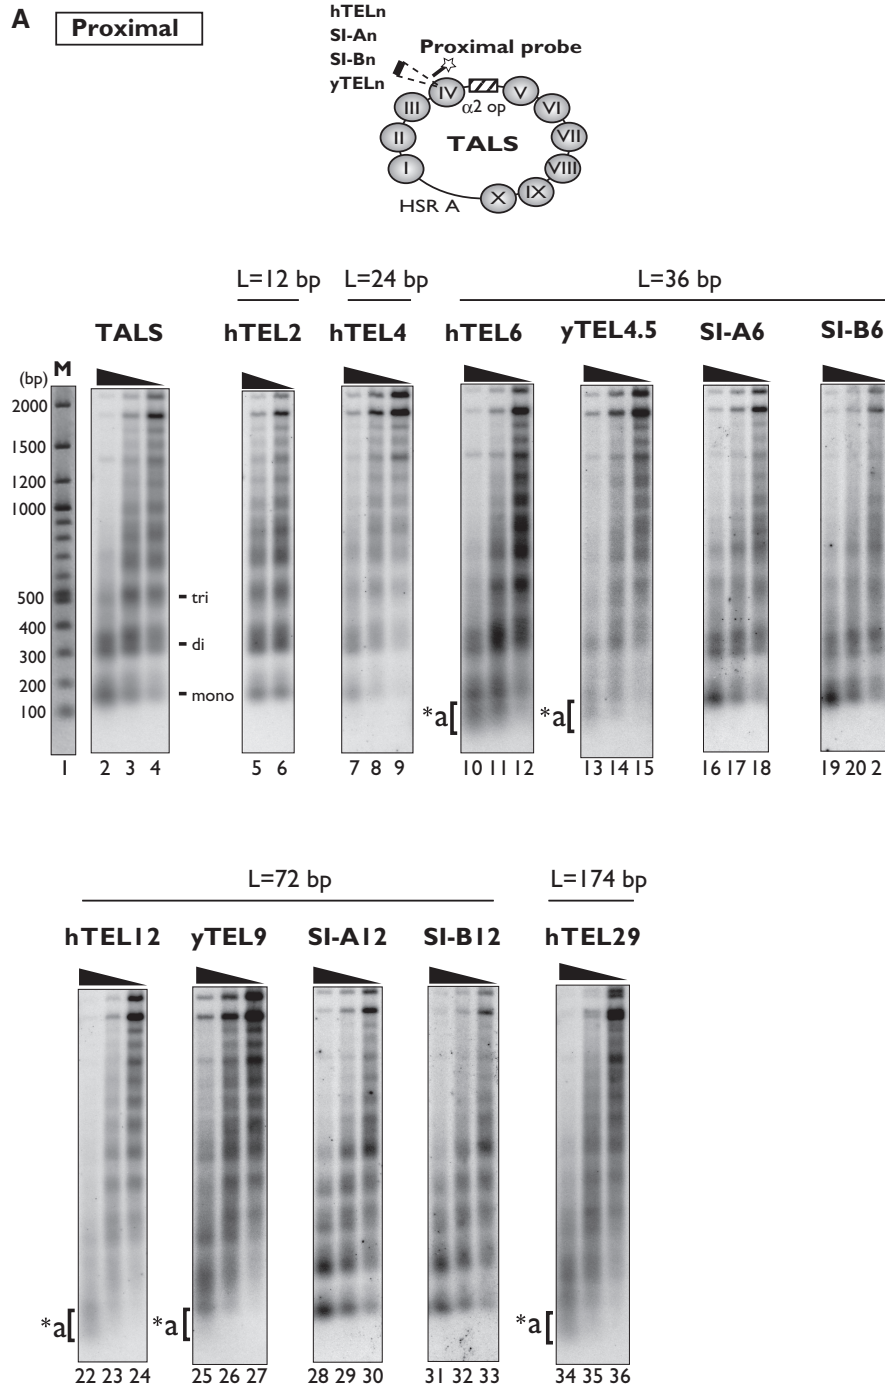 A Proximal
hTELn
SI-An
SI-Bn
yTELn
Proximal probe
I II III IV V VI VII VIII IX X
α2 op
TALS
HSR A
L=12 bp L=24 bp L=36 bp
TALS hTEL2 hTEL4 hTEL6 yTEL4.5 SI-A6 SI-B6
(bp) M
2000
1500
1200
1000
500
400
300
200
100
tri
di
mono
*a[ *a[
1 2 3 4 5 6 7 8 9 10 11 12 13 14 15 16 17 18 19 20 2
L=72 bp L=174 bp
hTEL12 yTEL9 SI-A12 SI-B12 hTEL29
*a[ *a[ *a[
22 23 24 25 26 27 28 29 30 31 32 33 34 35 36